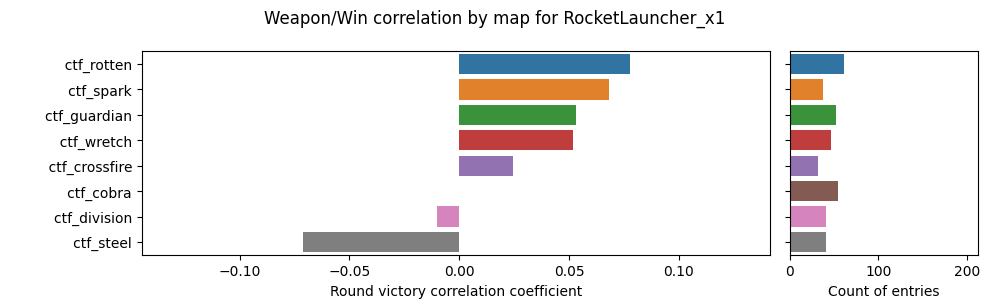 Weapon/Win correlation by map for RocketLauncher_x1
ctf_rotten
ctf_spark
ctf_guardian
ctf_wretch
ctf_crossfire
ctf_cobra
ctf_division
ctf_steel
−0.10 −0.05 0.00 0.05 0.10
0 100 200
Round victory correlation coefficient
Count of entries